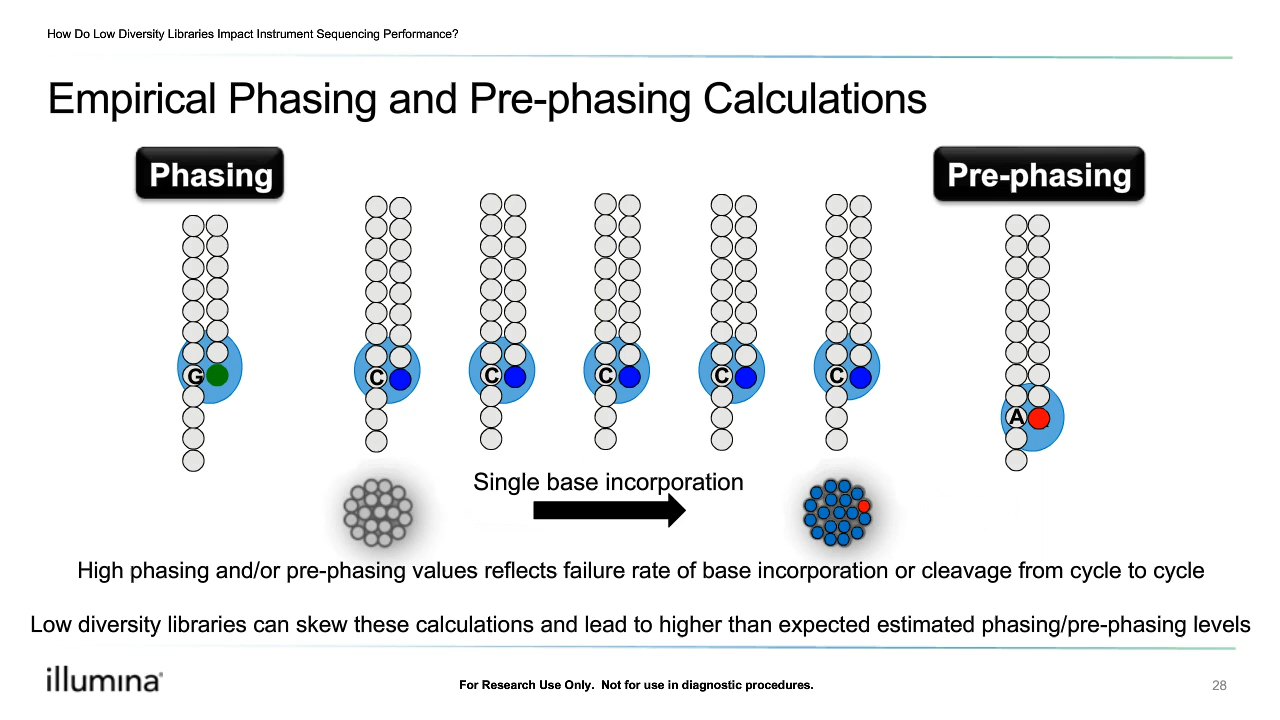 How Do Low Diversity Libraries Impact Instrument Sequencing Performance?
Empirical Phasing and Pre-phasing Calculations
Phasing
Pre-phasing
G
C
C
C
C
C
A
Single base incorporation
High phasing and/or pre-phasing values reflects failure rate of base incorporation or cleavage from cycle to cycle
Low diversity libraries can skew these calculations and lead to higher than expected estimated phasing/pre-phasing levels
illumina®
For Research Use Only. Not for use in diagnostic procedures.
28